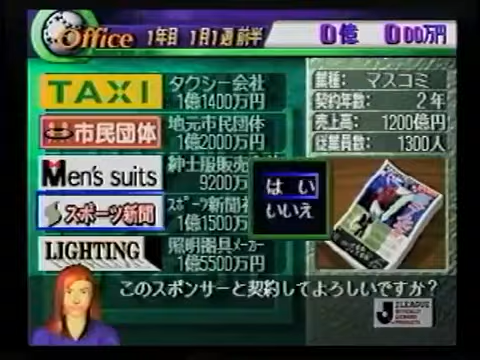 Office 1年目 1月1週前半 0億 000万円
TAXI タクシー会社
1億1400万円
市民団体 地元市民団体
1億2000万円
Men's suits 紳士服販売
9200万
スポーツ新聞 スポーツ新聞社
1億1500万
LIGHTING 照明器具メーカー
1億5500万円
業種: マスコミ
契約年数: 2年
売上高: 1200億円
従業員数: 1300人
はい
いいえ
このスポンサーと契約してよろしいですか?
J.LEAGUE
OFFICIALLY
LICENSED
PRODUCTS